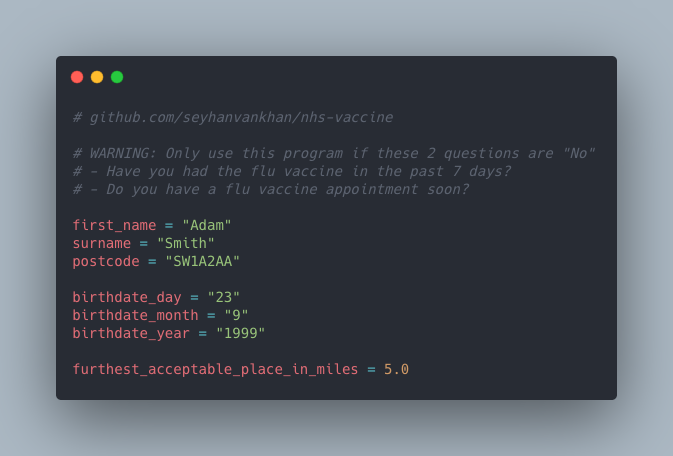 # github.com/seyhanvankhan/nhs-vaccine
# WARNING: Only use this program if these 2 questions are "No"
# - Have you had the flu vaccine in the past 7 days?
# - Do you have a flu vaccine appointment soon?
first_name = "Adam"
surname = "Smith"
postcode = "SW1A2AA"
birthdate_day = "23"
birthdate_month = "9"
birthdate_year = "1999"
furthest_acceptable_place_in_miles = 5.0